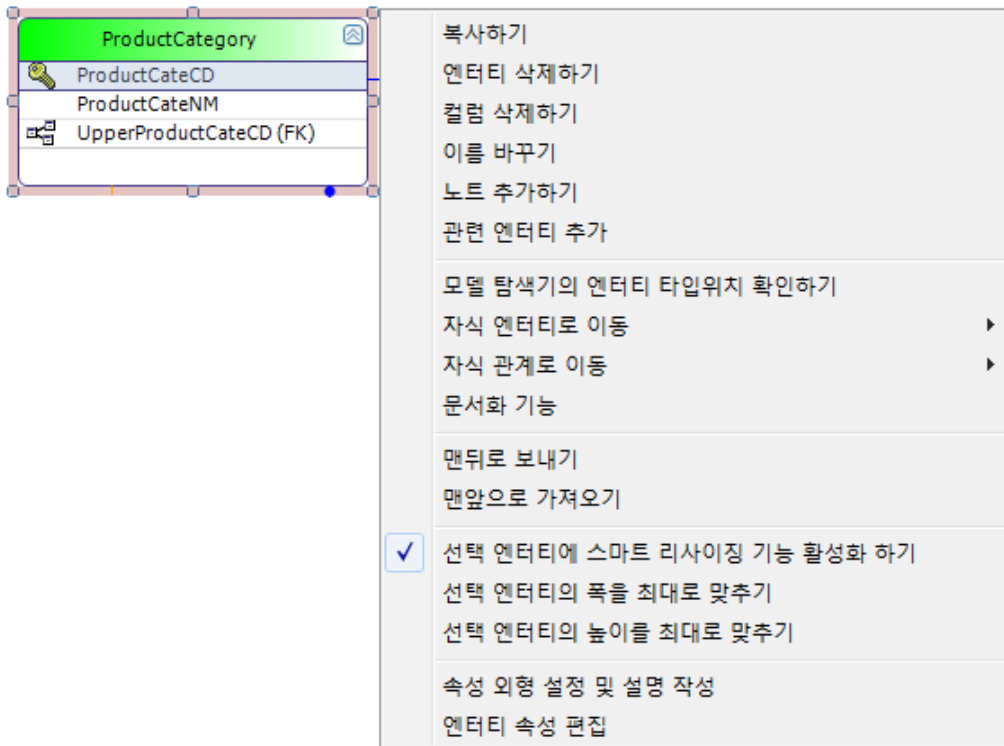 ProductCategory
ProductCateCD
ProductCateNM
UpperProductCateCD (FK)
복사하기
엔터티 삭제하기
컬럼 삭제하기
이름 바꾸기
노트 추가하기
관련 엔터티 추가
모델 탐색기의 엔터티 타입위치 확인하기
자식 엔터티로 이동
자식 관계로 이동
문서화 기능
맨뒤로 보내기
맨앞으로 가져오기
선택 엔터티에 스마트 리사이징 기능 활성화 하기
선택 엔터티의 폭을 최대로 맞추기
선택 엔터티의 높이를 최대로 맞추기
속성 외형 설정 및 설명 작성
엔터티 속성 편집